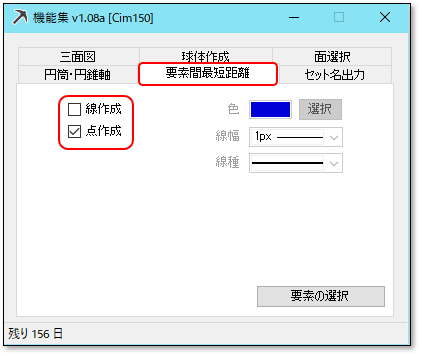 機能集 v1.08a [Cim150]
三面図 球体作成 面選択
円筒・円錐軸 要素間最短距離 セット名出力
線作成
点作成
色 選択
線幅 1px
線種
要素の選択
残り 156 日